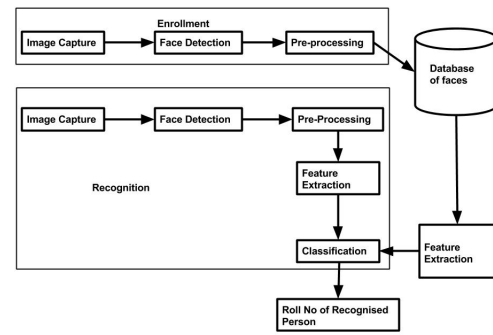 Enrollment
Image Capture
Face Detection
Pre-processing
Database
of faces
Image Capture
Face Detection
Pre-Processing
Feature
Extraction
Recognition
Classification
Feature
Extraction
Roll No of Recognised
Person